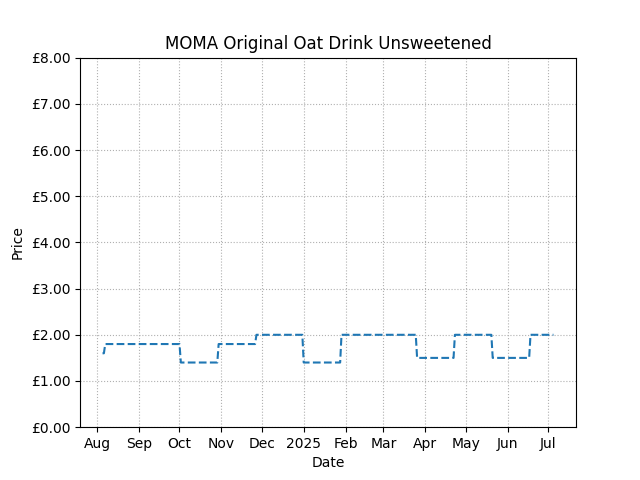 MOMA Original Oat Drink Unsweetened
£8.00
£7.00
£6.00
£5.00
£4.00
£3.00
£2.00
£1.00
£0.00
Price
Aug Sep Oct Nov Dec 2025 Feb Mar Apr May Jun Jul
Date